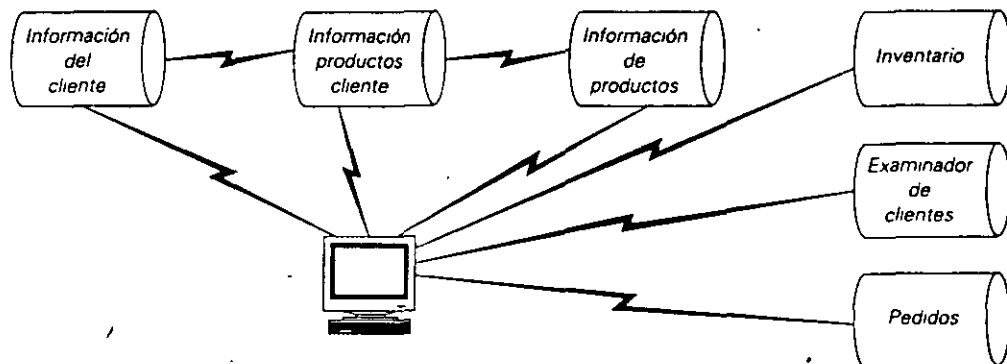 Información
del
cliente
Información
productos
cliente
Información
de
productos
Inventario
Examinador
de
clientes
Pedidos